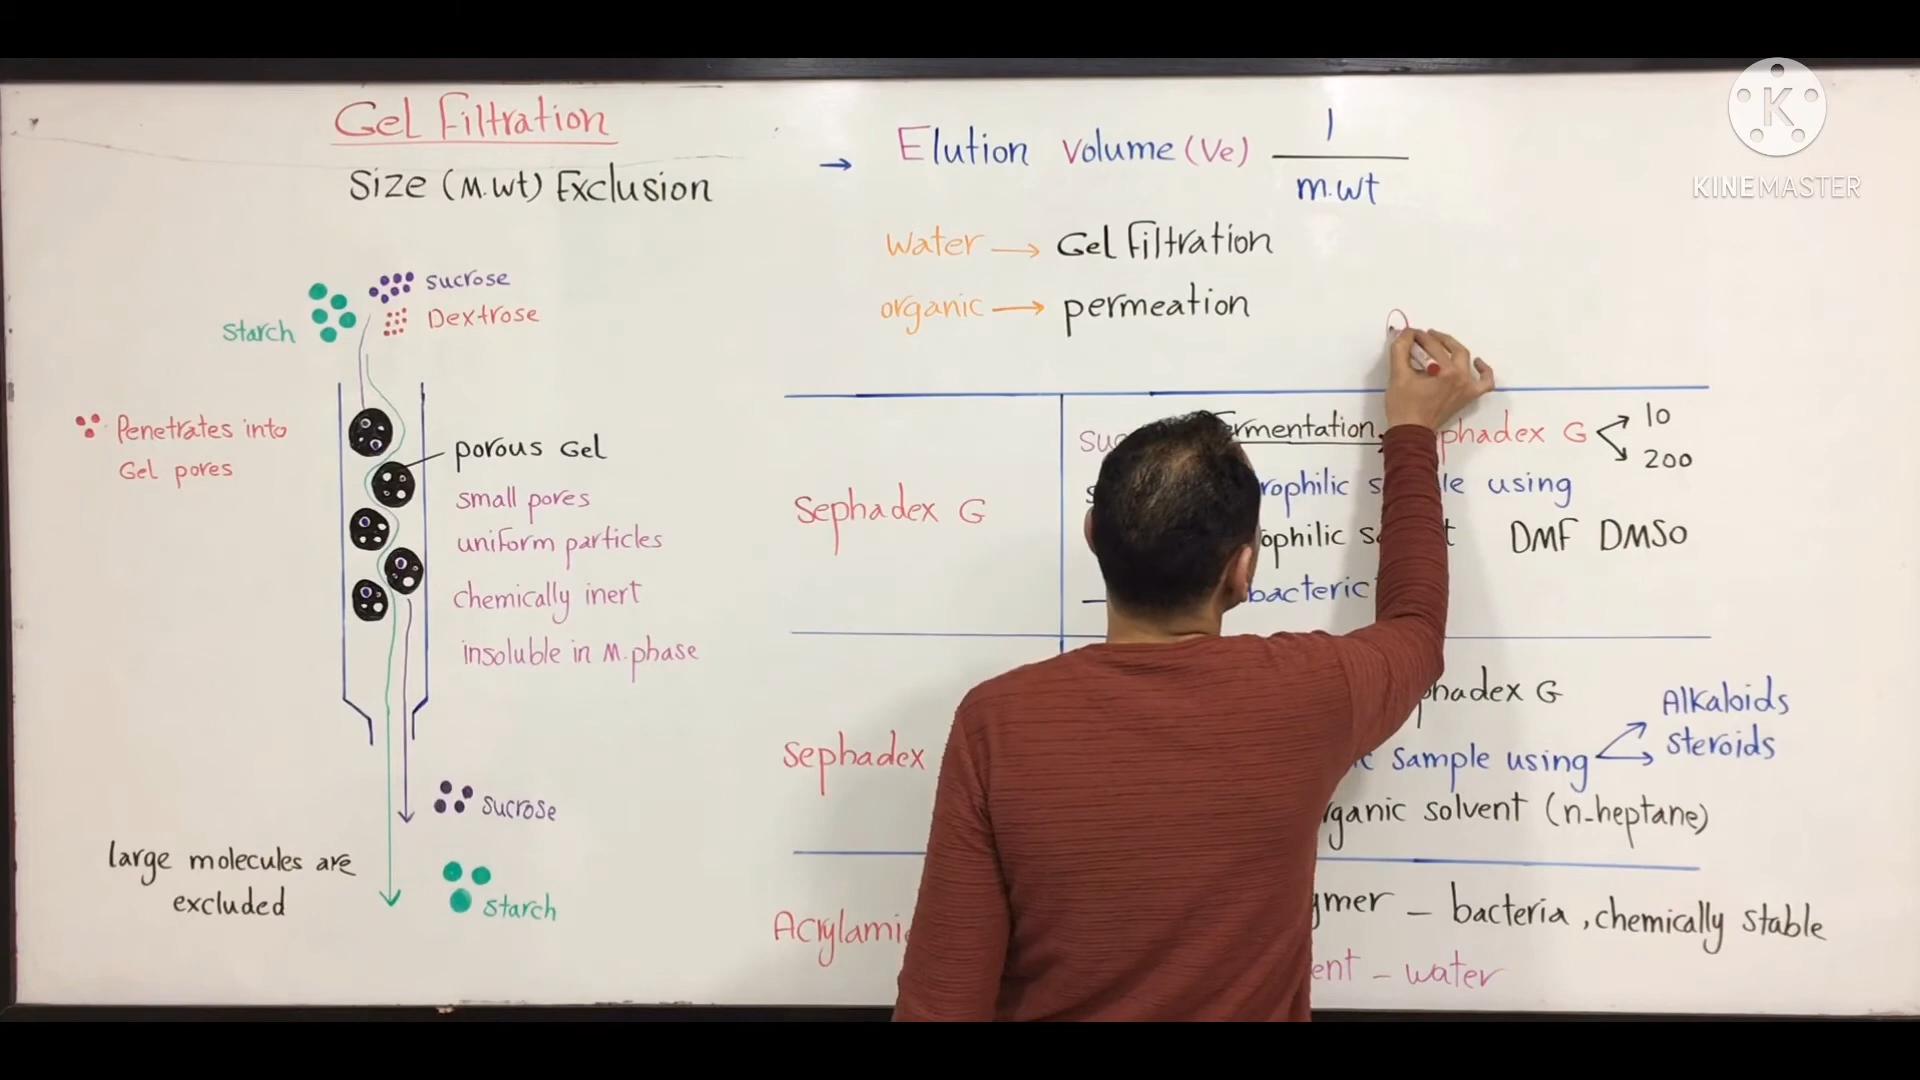 Gel Filtration
Size (M.wt) Exclusion
sucrose
Dextrose
starch
Penetrates into
Gel pores
porous Gel
small pores
uniform particles
chemically inert
insoluble in M.phase
sucrose
large molecules are
excluded
starch
→ Elution Volume (Ve) 1
m.wt
water → Gel Filtration
organic → permeation
Sephadex G
G 10
200
using
DMF DMSO
Sephadex
G
Alkaloids
steroids
sample using
solvent (n-heptane)
bacteria, chemically stable
- water
K
KINEMASTER